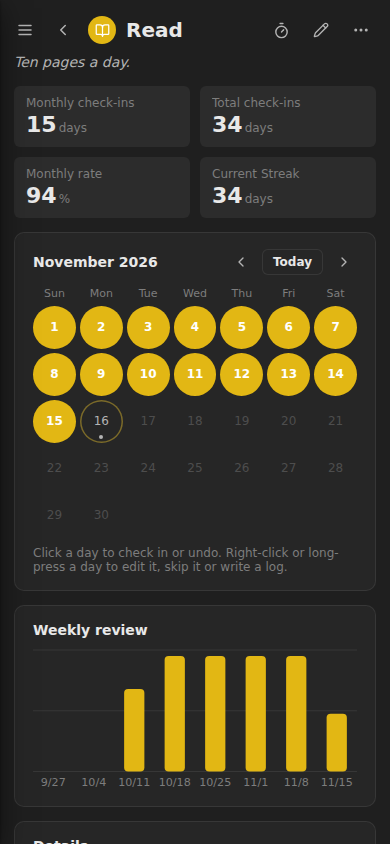 Read
Ten pages a day.
Monthly check-ins
15 days
Total check-ins
34 days
Monthly rate
94 %
Current Streak
34 days
November 2026
Today
Sun Mon Tue Wed Thu Fri Sat
1 2 3 4 5 6 7
8 9 10 11 12 13 14
15 16 17 18 19 20 21
22 23 24 25 26 27 28
29 30
Click a day to check in or undo. Right-click or long-
press a day to edit it, skip it or write a log.
Weekly review
9/27 10/4 10/11 10/18 10/25 11/1 11/8 11/15